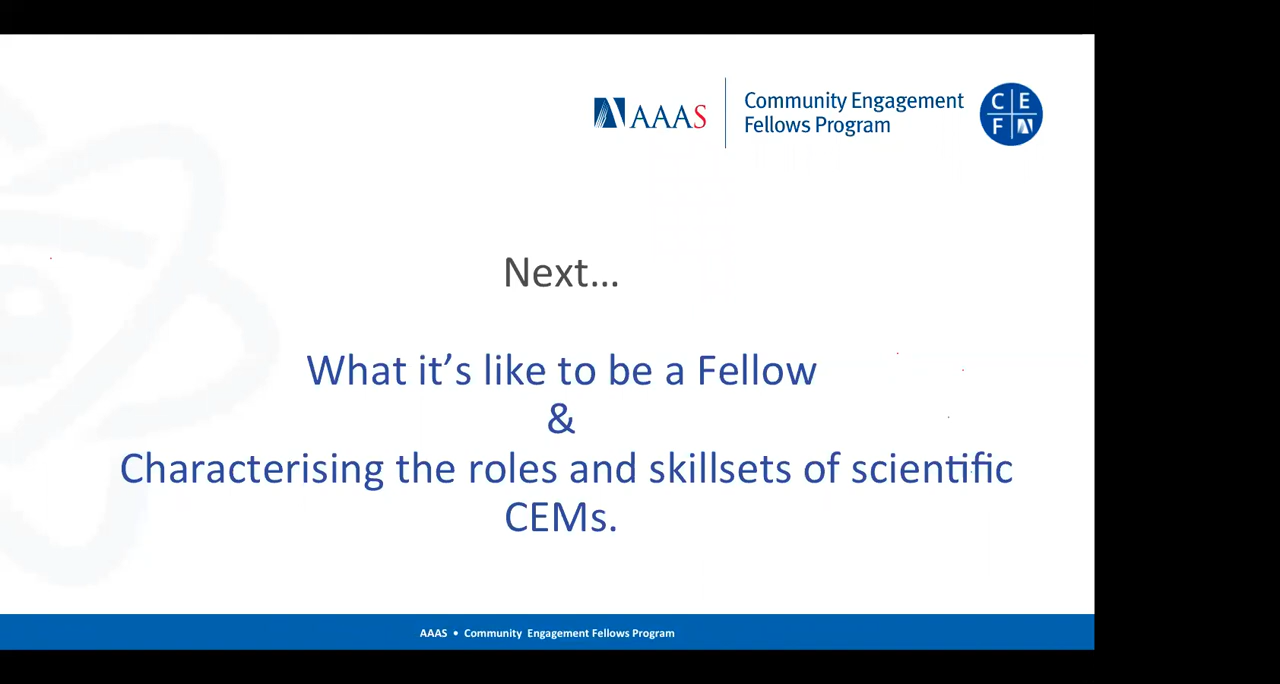 AAAS
Community Engagement
Fellows Program
C E
F
Next...
What it's like to be a Fellow
&
Characterising the roles and skillsets of scientific
CEMs.
AAAS • Community Engagement Fellows Program